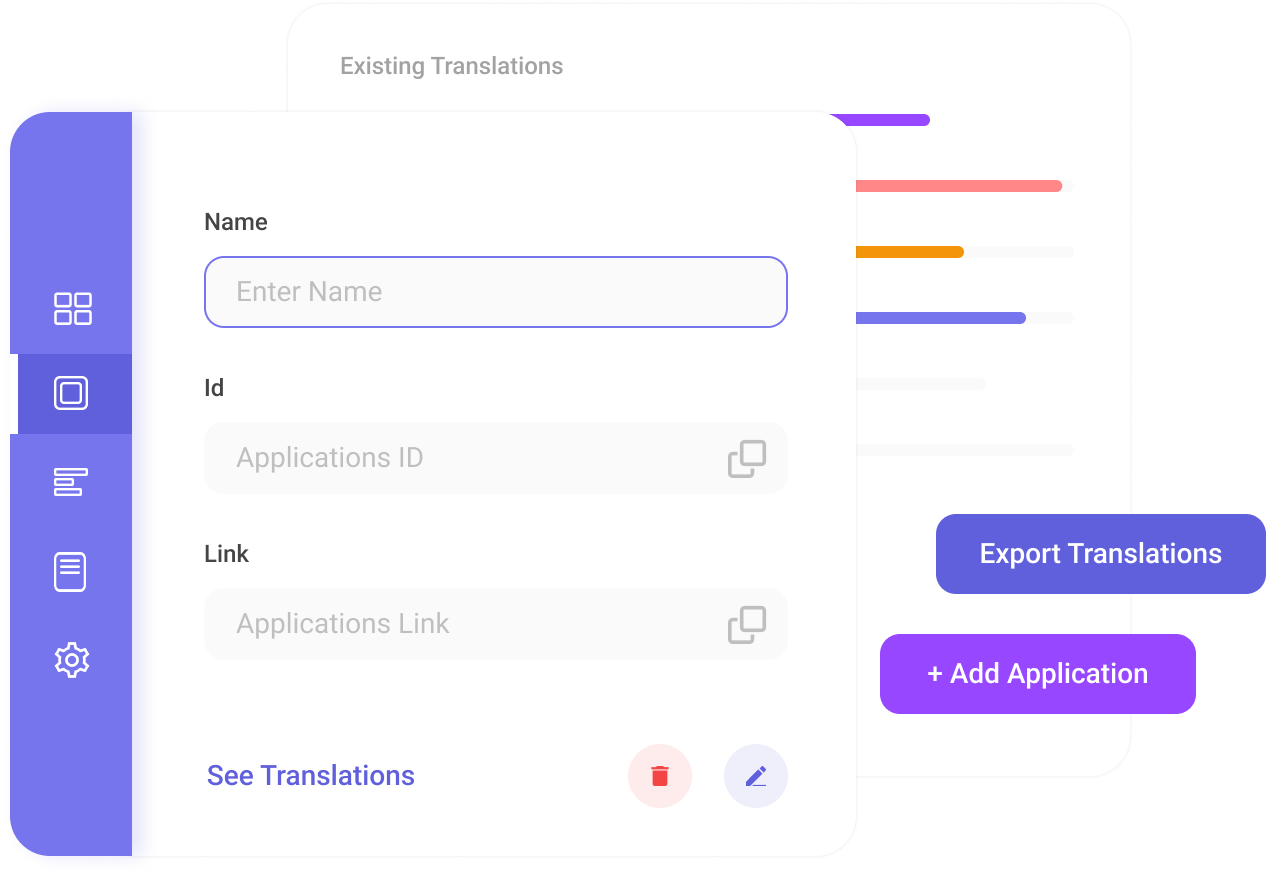 Existing Translations
Name
Enter Name
Id
Applications ID
Link
Applications Link
Export Translations
+ Add Application
See Translations